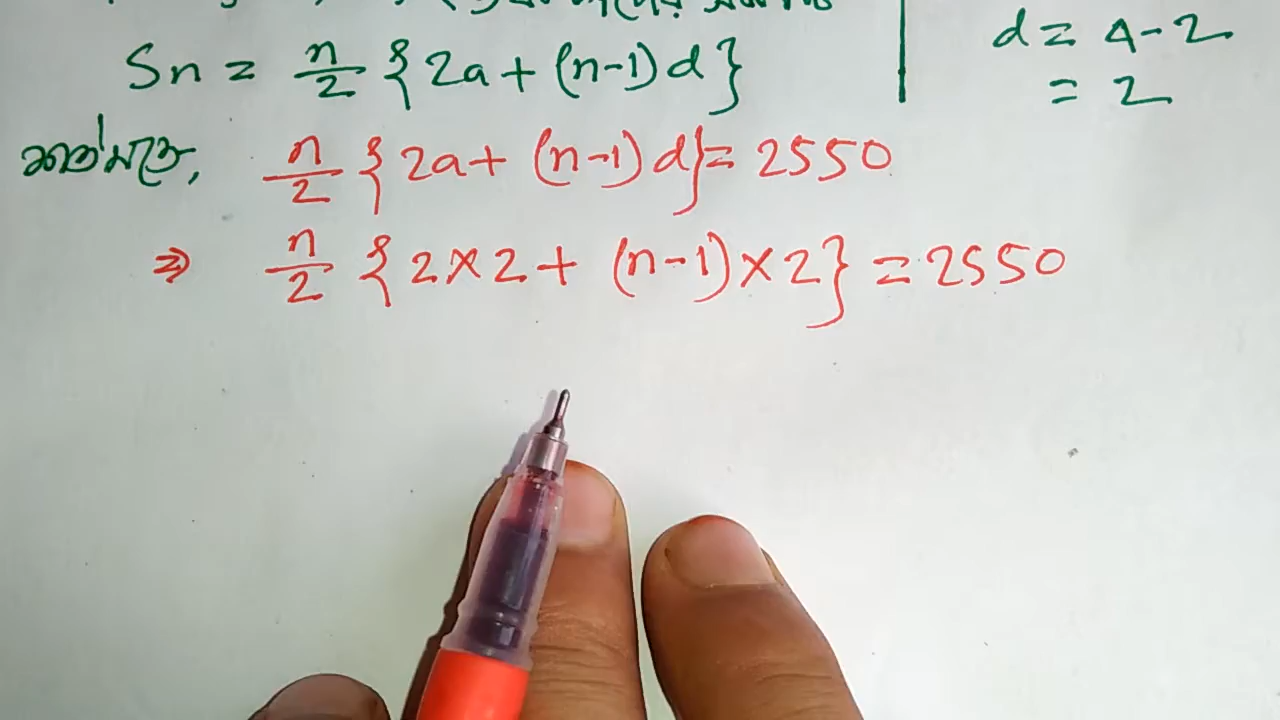 Sn = n/2 {2a + (n-1)d}
d = 4-2
= 2
শর্তমতে, n/2 {2a + (n-1)d} = 2550
⇒ n/2 {2×2 + (n-1)×2} = 2550